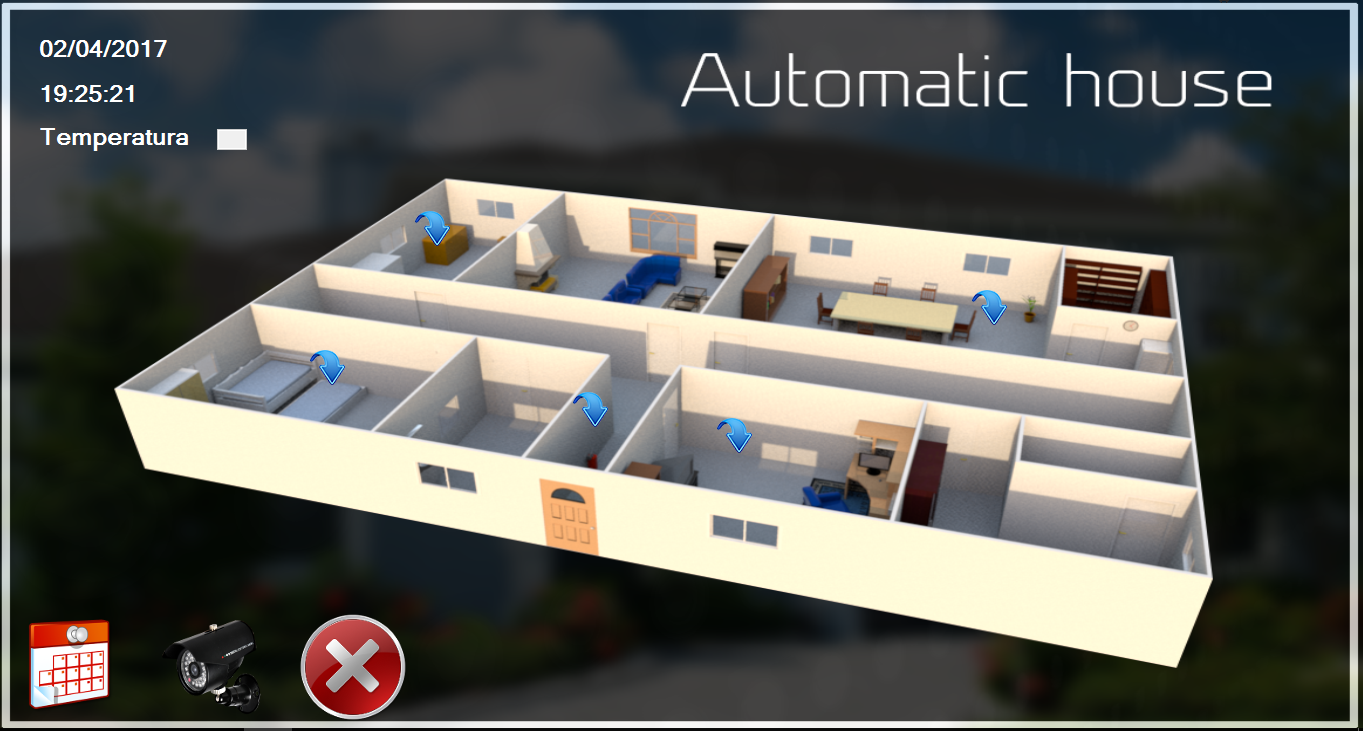 02/04/2017
Automatic house
19:25:21
Temperatura